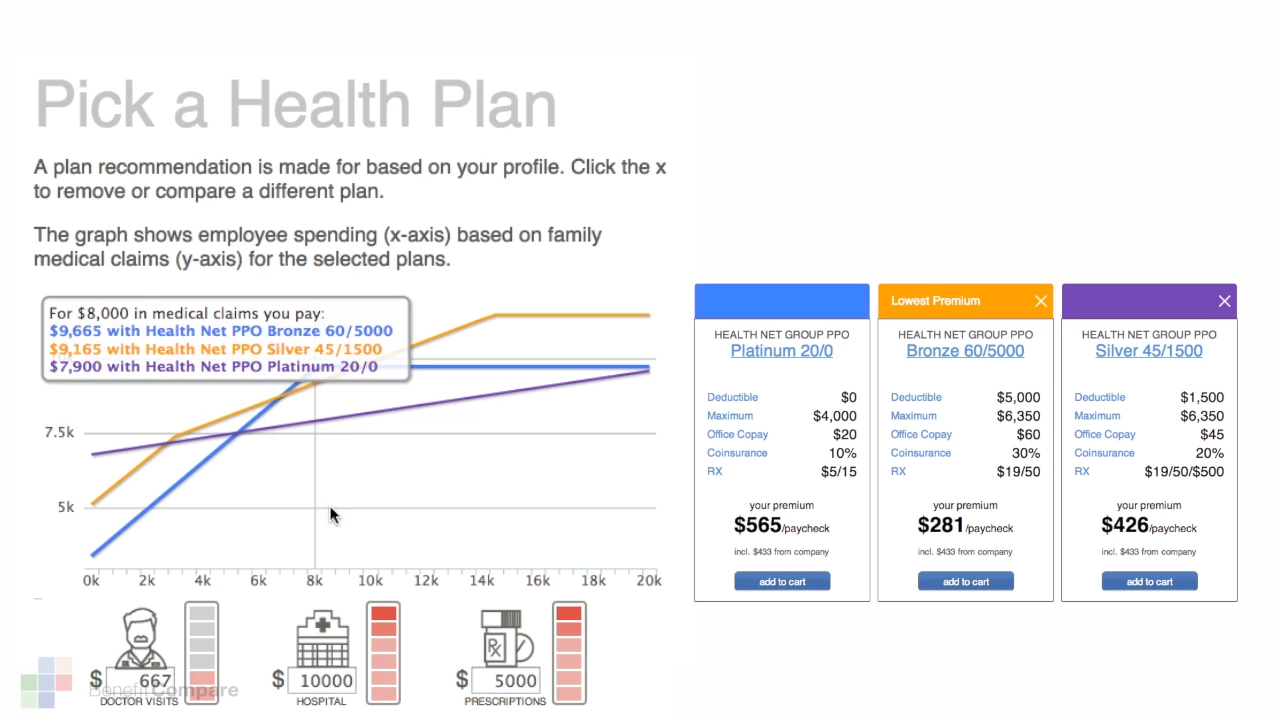 Pick a Health Plan
A plan recommendation is made for based on your profile. Click the x
to remove or compare a different plan.
The graph shows employee spending (x-axis) based on family
medical claims (y-axis) for the selected plans.
For $8,000 in medical claims you pay:
$9,665 with Health Net PPO Bronze 60/5000
$9,165 with Health Net PPO Silver 45/1500
$7,900 with Health Net PPO Platinum 20/0
7.5k
5k
0k 2k 4k 6k 8k 10k 12k 14k 16k 18k 20k
$ 667
DOCTOR VISITS
$ 10000
HOSPITAL
RX
$ 5000
PRESCRIPTIONS
BenefitCompare
HEALTH NET GROUP PPO
Platinum 20/0
Deductible $0
Maximum $4,000
Office Copay $20
Coinsurance 10%
RX $5/15
your premium
$565/paycheck
incl. $433 from company
add to cart
Lowest Premium
HEALTH NET GROUP PPO
Bronze 60/5000
Deductible $5,000
Maximum $6,350
Office Copay $60
Coinsurance 30%
RX $19/50
your premium
$281/paycheck
incl. $433 from company
add to cart
HEALTH NET GROUP PPO
Silver 45/1500
Deductible $1,500
Maximum $6,350
Office Copay $45
Coinsurance 20%
RX $19/50/$500
your premium
$426/paycheck
incl. $433 from company
add to cart